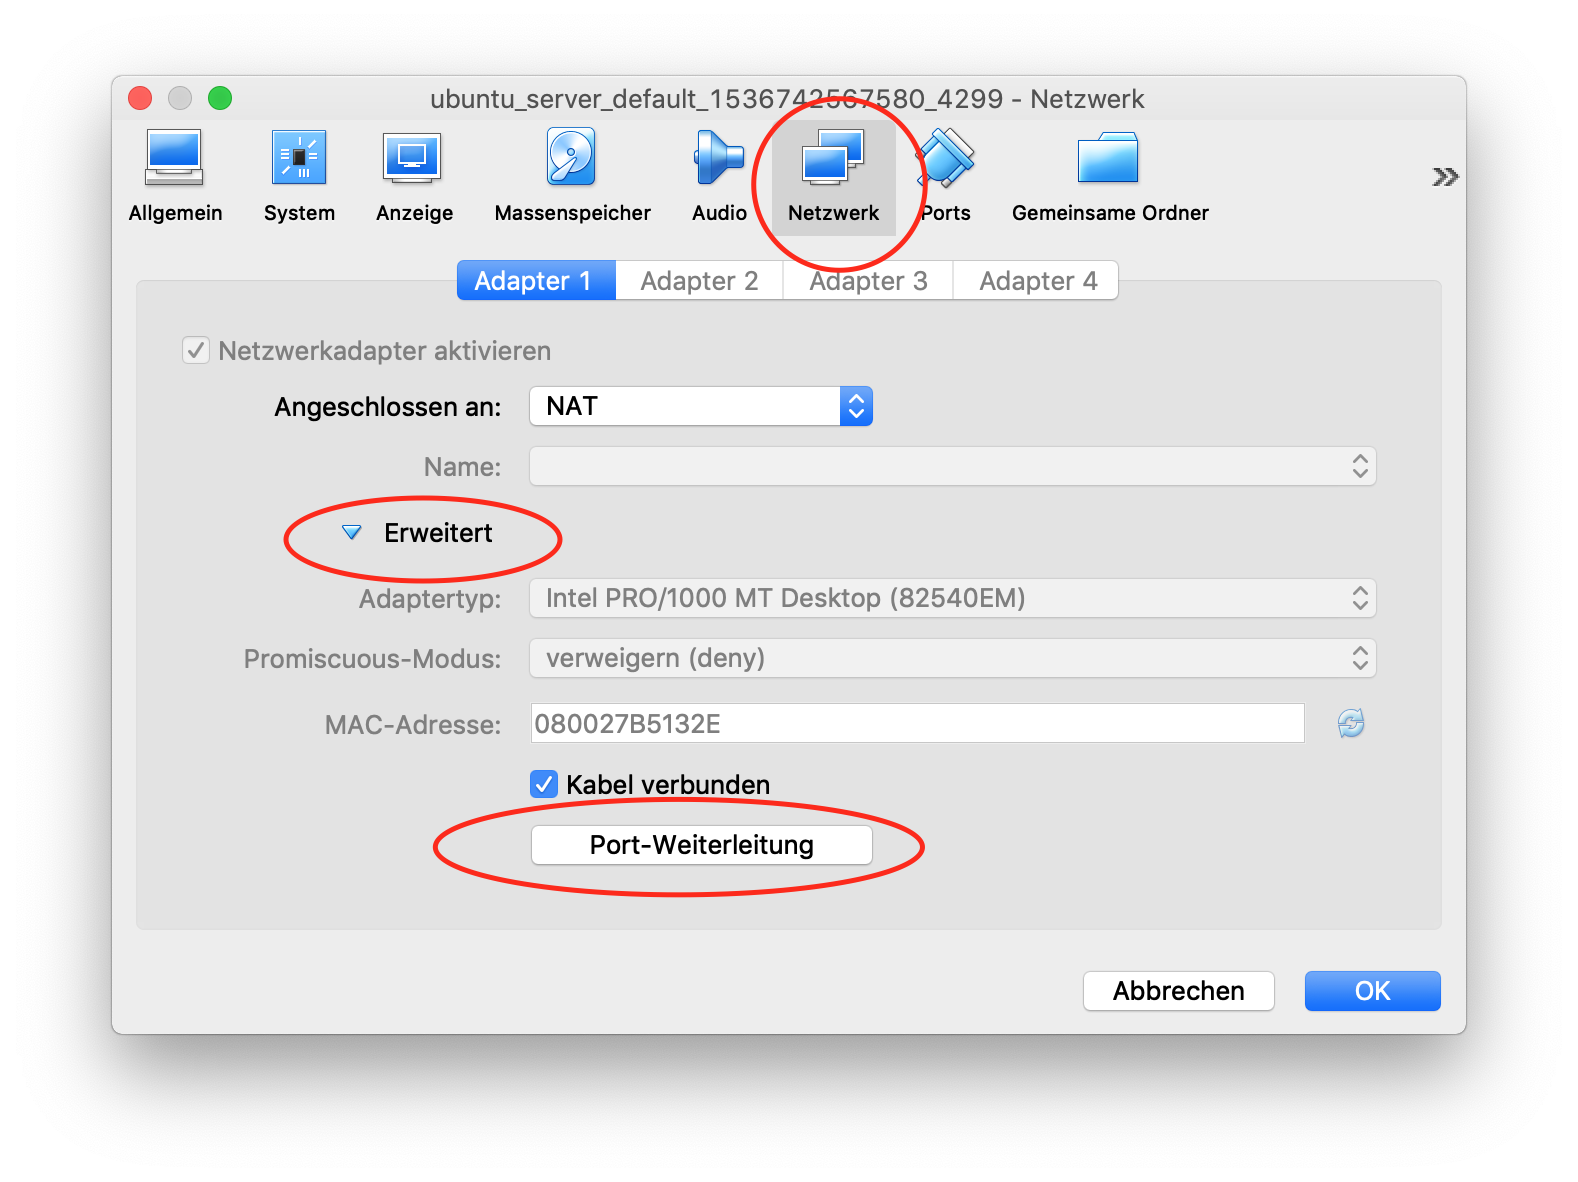 ubuntu_server_default_1536742567580_4299 - Netzwerk
Allgemein System Anzeige Massenspeicher Audio Netzwerk Ports Gemeinsame Ordner
Adapter 1 Adapter 2 Adapter 3 Adapter 4
Netzwerkadapter aktivieren
Angeschlossen an: NAT
Name:
Erweitert
Adaptertyp: Intel PRO/1000 MT Desktop (82540EM)
Promiscuous-Modus: verweigern (deny)
MAC-Adresse: 080027B5132E
Kabel verbunden
Port-Weiterleitung
Abbrechen OK